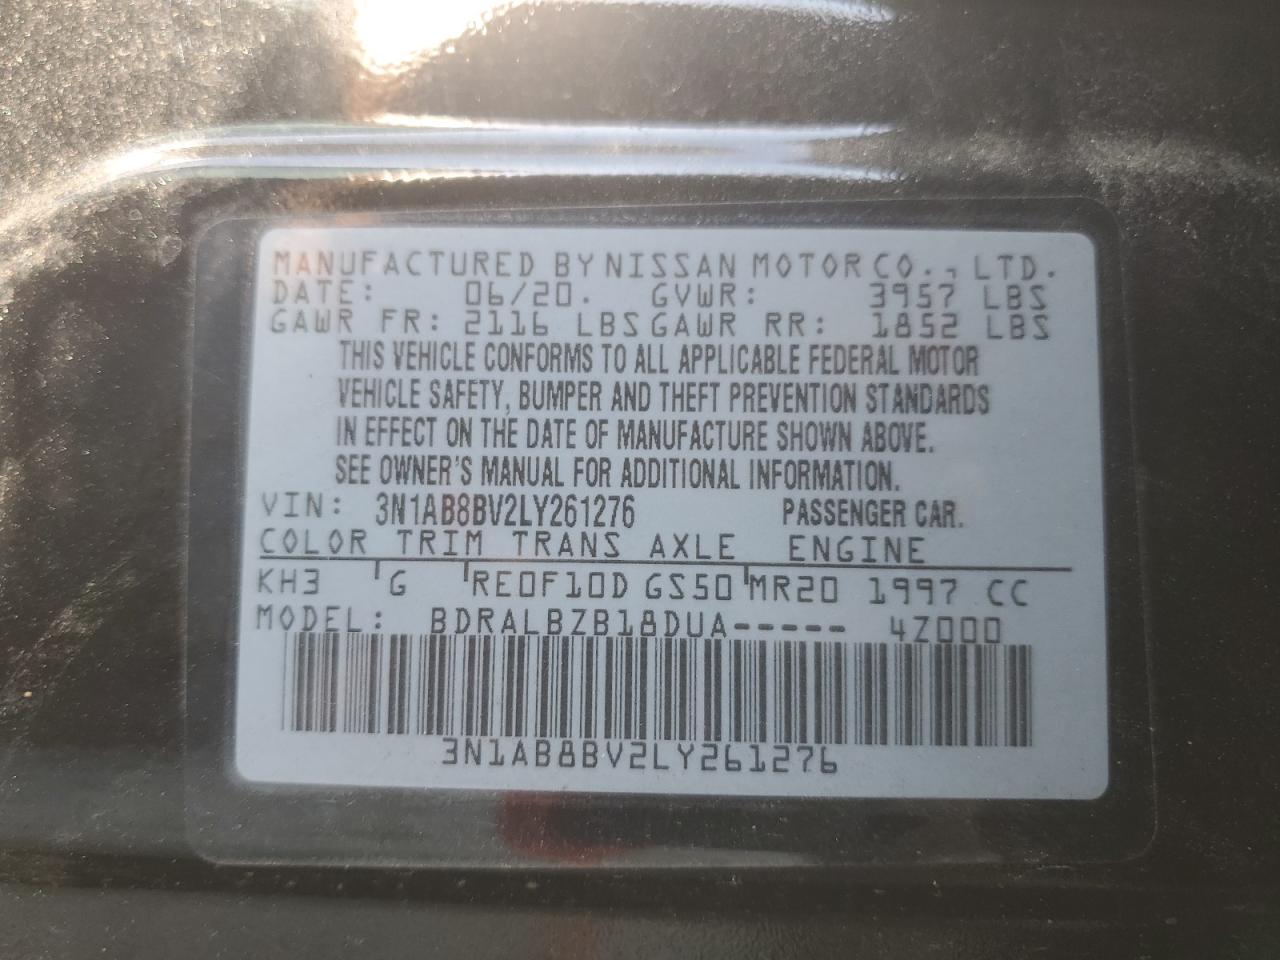 MANUFACTURED BY NISSAN MOTOR CO., LTD.
DATE: 06/20. GVWR: 3957 LBS
GAWR FR: 2116 LBS GAWR RR: 1852 LBS
THIS VEHICLE CONFORMS TO ALL APPLICABLE FEDERAL MOTOR
VEHICLE SAFETY, BUMPER AND THEFT PREVENTION STANDARDS
IN EFFECT ON THE DATE OF MANUFACTURE SHOWN ABOVE.
SEE OWNER'S MANUAL FOR ADDITIONAL INFORMATION.
VIN: 3N1AB8BV2LY261276 PASSENGER CAR.
COLOR TRIM TRANS AXLE ENGINE
KH3 G RE0F10D GS50 MR20 1997 CC
MODEL: BDRALBZB18DUA----- 4Z000
3N1AB8BV2LY261276